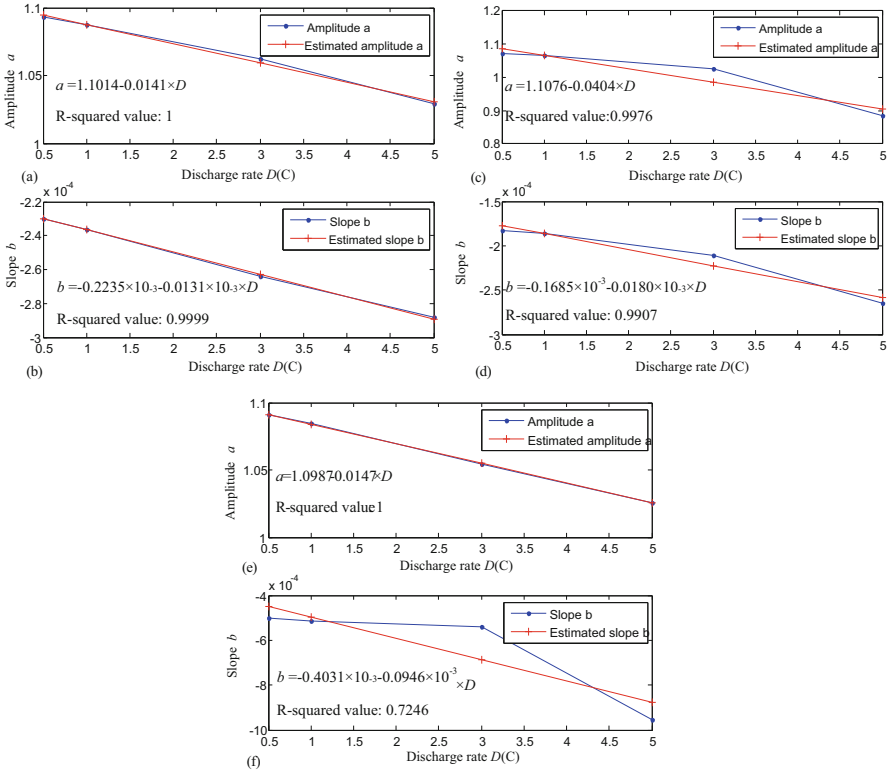 1.1
1.05
1
Amplitude a
Amplitude a
Estimated amplitude a
a =1.1014-0.0141×D
R-squared value: 1
0.5 1 1.5 2 2.5 3 3.5 4 4.5 5
Discharge rate D(C)
(a)
x 10-4
-2.2
-2.4
-2.6
-2.8
-3
Slope b
Slope b
Estimated slope b
b =-0.2235×10-3-0.0131×10-3×D
R-squared value: 0.9999
0.5 1 1.5 2 2.5 3 3.5 4 4.5 5
Discharge rate D(C)
(b)
1.2
1.1
1
0.9
0.8
Amplitude a
Amplitude a
Estimated amplitude a
a =1.1076-0.0404×D
R-squared value:0.9976
0.5 1 1.5 2 2.5 3 3.5 4 4.5 5
Discharge rate D(C)
(c)
x 10-4
-1.5
-2
-2.5
-3
Slope b
Slope b
Estimated slope b
b =-0.1685×10-3-0.0180×10-3×D
R-squared value: 0.9907
0.5 1 1.5 2 2.5 3 3.5 4 4.5 5
Discharge rate D(C)
(d)
1.1
1.05
1
Amplitude a
Amplitude a
Estimated amplitude a
a=1.0987-0.0147×D
R-squared value:1
0.5 1 1.5 2 2.5 3 3.5 4 4.5 5
Discharge rate D(C)
(e)
x 10-4
-4
-6
-8
-10
Slope b
Slope b
Estimated slope b
b =-0.4031×10-3-0.0946×10-3
×D
R-squared value: 0.7246
0.5 1 1.5 2 2.5 3 3.5 4 4.5 5
Discharge rate D(C)
(f)